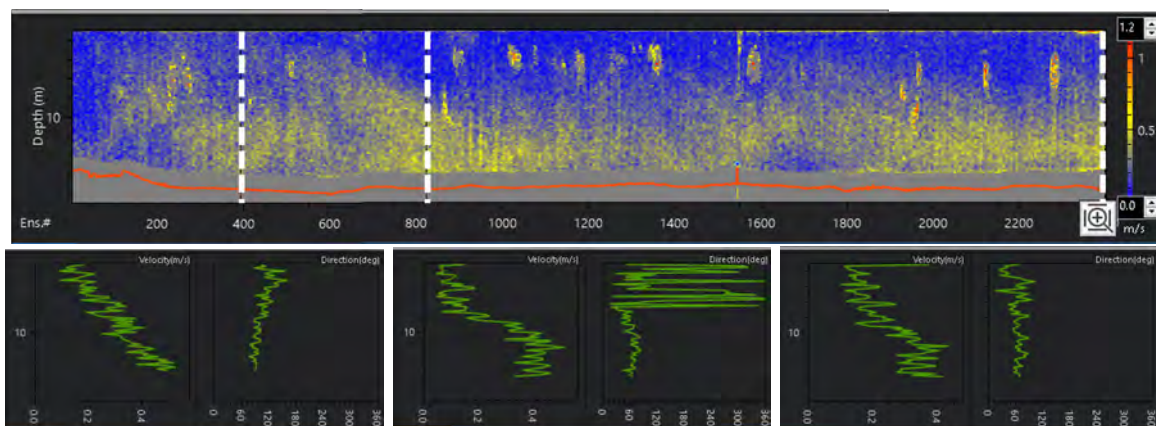 1.2
1
Depth (m)
10
0.5
0.0
Ens.# 200 400 600 800 1000 1200 1400 1600 1800 2000 2200
m/s
Velocity(m/s) Direction(deg) Velocity(m/s) Direction(deg) Velocity(m/s) Direction(deg)
10 10 10
0.0 0.2 0.4 0 60 120 180 240 300 360 0.0 0.2 0.4 0 60 120 180 240 300 360 0.0 0.2 0.4 0 60 120 180 240 300 360